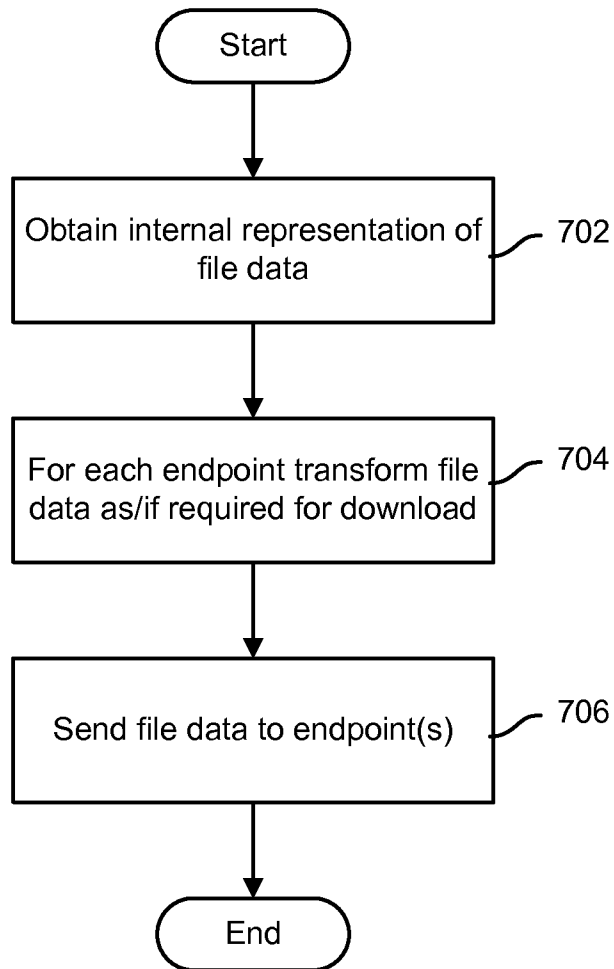 Start
Obtain internal representation of
file data
702
For each endpoint transform file
data as/if required for download
704
Send file data to endpoint(s)
706
End